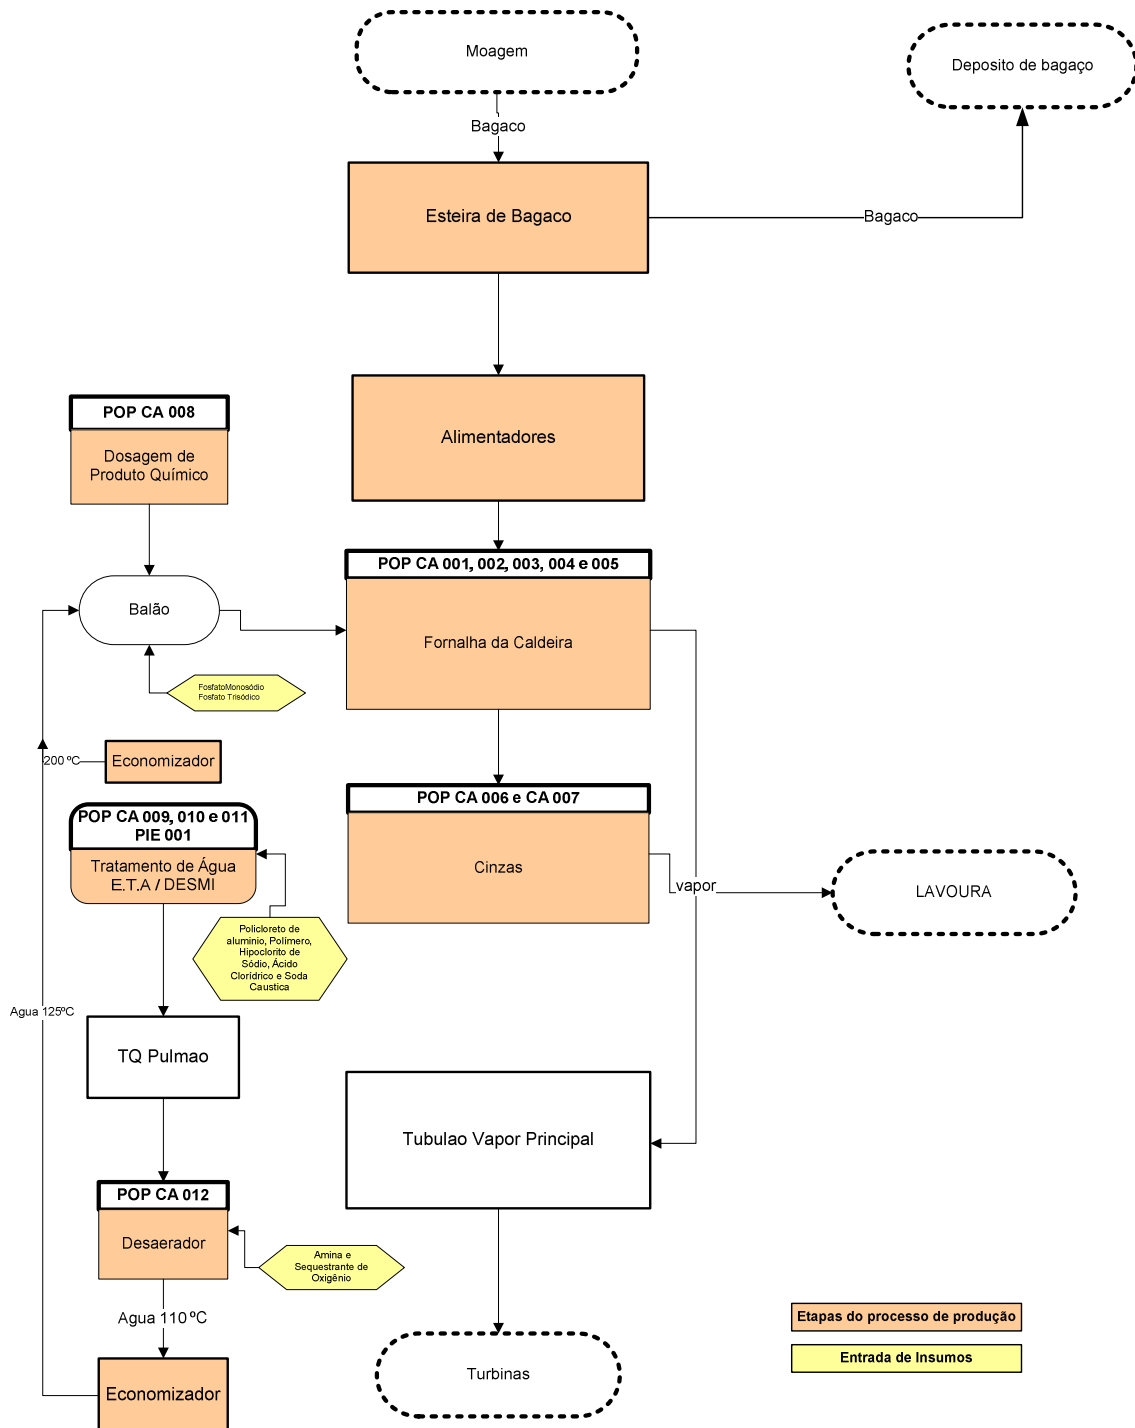 Moagem
Deposito de bagaço
Bagaco
Esteira de Bagaco
Bagaco
Alimentadores
POP CA 008
Dosagem de
Produto Químico
POP CA 001, 002, 003, 004 e 005
Balão
Fornalha da Caldeira
FosfatoMonosódio
Fosfato Trisódico
200 ºC
Economizador
POP CA 006 e CA 007
POP CA 009, 010 e 011
PIE 001
Tratamento de Água
E.T.A / DESMI
Cinzas
vapor
LAVOURA
Policloreto de
aluminio, Polímero,
Hipoclorito de
Sódio, Ácido
Clorídrico e Soda
Caustica
Agua 125ºC
TQ Pulmao
Tubulao Vapor Principal
POP CA 012
Desaerador
Amina e
Sequestrante de
Oxigênio
Agua 110 ºC
Etapas do processo de produção
Entrada de Insumos
Turbinas
Economizador